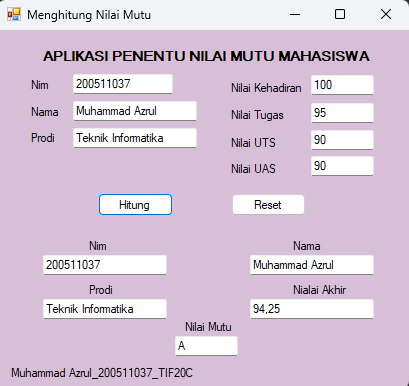 Menghitung Nilai Mutu
APLIKASI PENENTU NILAI MUTU MAHASISWA
Nim 200511037
Nama Muhammad Azrul
Prodi Teknik Informatika
Nilai Kehadiran 100
Nilai Tugas 95
Nilai UTS 90
Nilai UAS 90
Hitung Reset
Nim Nama
200511037 Muhammad Azrul
Prodi Nialai Akhir
Teknik Informatika 94,25
Nilai Mutu
A
Muhammad Azrul_200511037_TIF20C